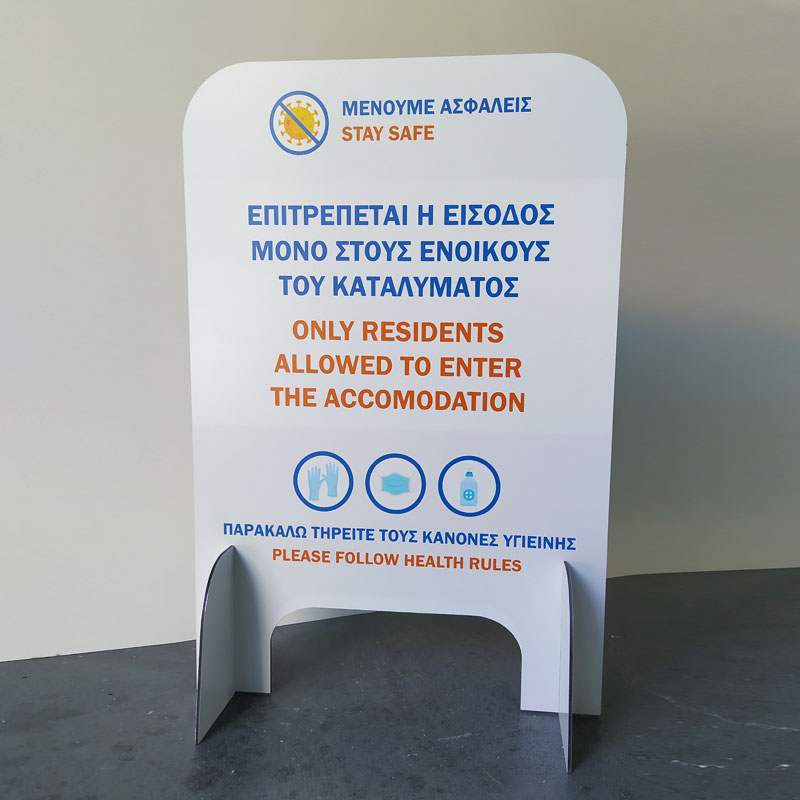 ΜΕΝΟΥΜΕ ΑΣΦΑΛΕΙΣ
STAY SAFE
ΕΠΙΤΡΕΠΕΤΑΙ Η ΕΙΣΟΔΟΣ
ΜΟΝΟ ΣΤΟΥΣ ΕΝΟΙΚΟΥΣ
ΤΟΥ ΚΑΤΑΛΥΜΑΤΟΣ
ONLY RESIDENTS
ALLOWED TO ENTER
THE ACCOMODATION
ΠΑΡΑΚΑΛΩ ΤΗΡΕΙΤΕ ΤΟΥΣ ΚΑΝΟΝΕΣ ΥΓΙΕΙΝΗΣ
PLEASE FOLLOW HEALTH RULES